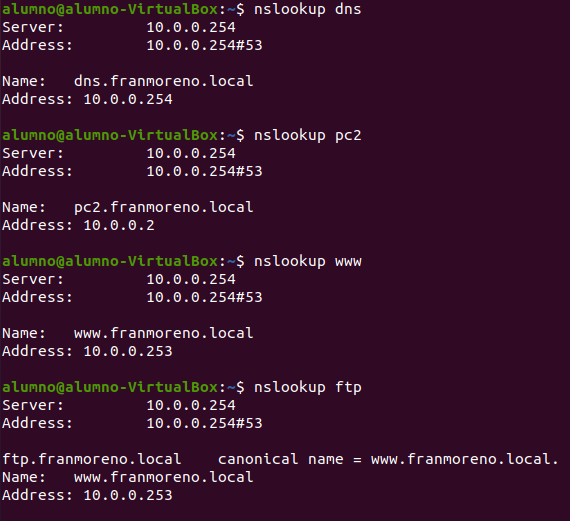 alumno@alumno-VirtualBox:~$ nslookup dns
Server:         10.0.0.254
Address:        10.0.0.254#53

Name:   dns.franmoreno.local
Address: 10.0.0.254

alumno@alumno-VirtualBox:~$ nslookup pc2
Server:         10.0.0.254
Address:        10.0.0.254#53

Name:   pc2.franmoreno.local
Address: 10.0.0.2

alumno@alumno-VirtualBox:~$ nslookup www
Server:         10.0.0.254
Address:        10.0.0.254#53

Name:   www.franmoreno.local
Address: 10.0.0.253

alumno@alumno-VirtualBox:~$ nslookup ftp
Server:         10.0.0.254
Address:        10.0.0.254#53

ftp.franmoreno.local    canonical name = www.franmoreno.local.
Name:   www.franmoreno.local
Address: 10.0.0.253